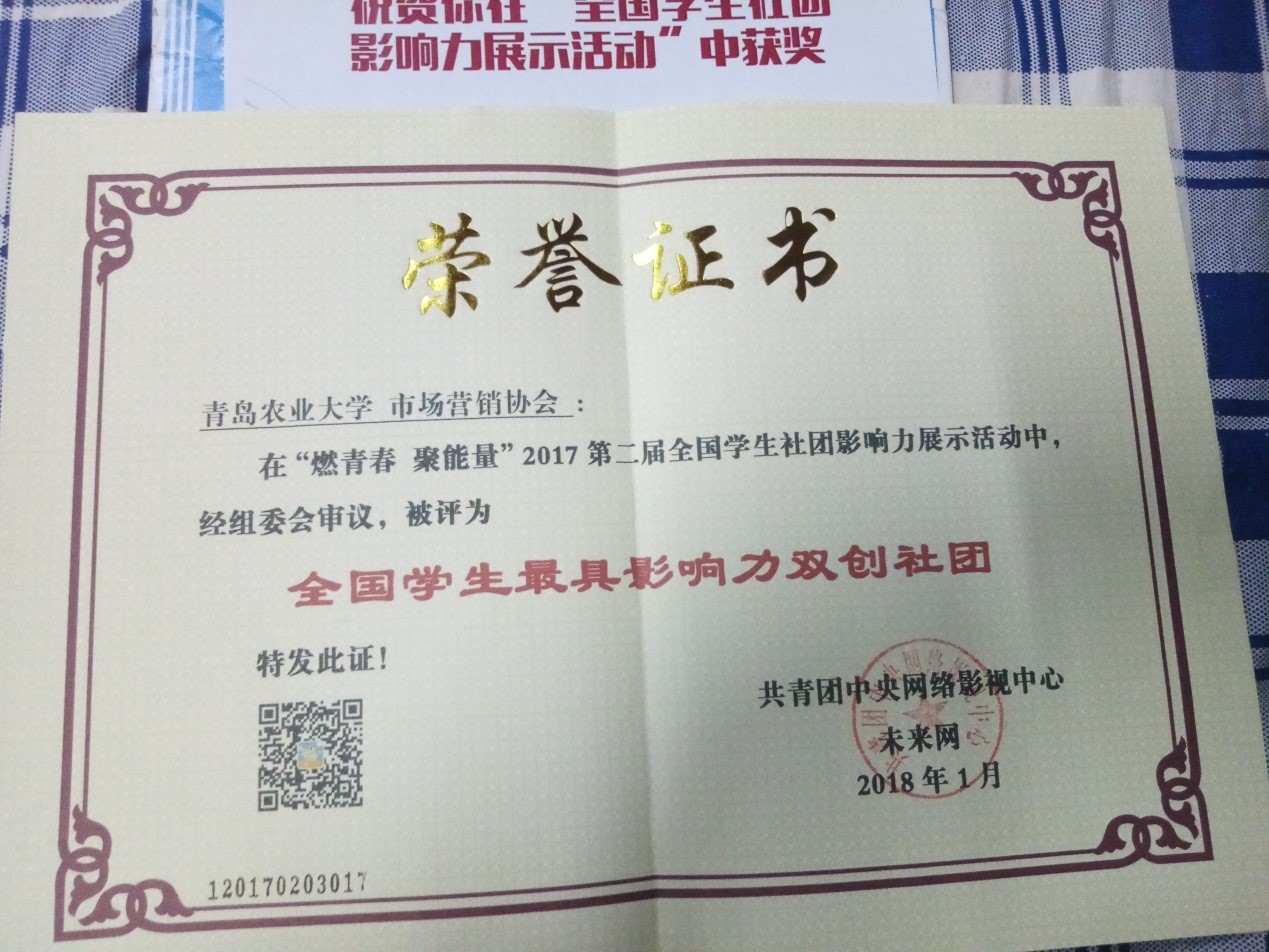 祝贺你在“全国学生社团
影响力展示活动”中获奖
荣誉证书
青岛农业大学 市场营销协会：
在“燃青春 聚能量”2017第二届全国学生社团影响力展示活动中，
经组委会审议，被评为
全国学生最具影响力双创社团
特发此证！
共青团中央网络影视中心
未来网
2018年1月
120170203017